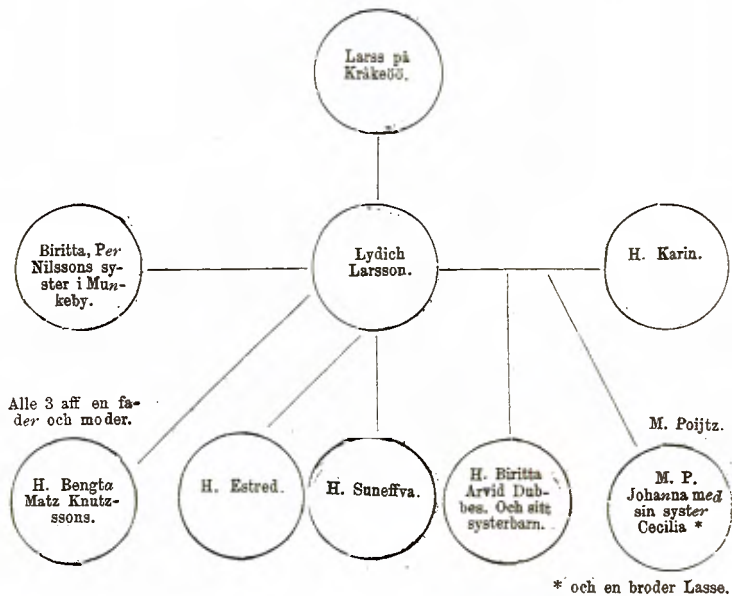 Larss på
Kråkeöö.
Biritta, Per
Nilssons sy-
ster i Mun-
keby.
Lydich
Larsson.
H. Karin.
Alle 3 aff en fa-
der och moder.
H. Bengta
Matz Knutz-
ssons.
H. Estred.
H. Suneffva.
H. Biritta
Arvid Dub-
bes. Och sitt
systerbarn.
M. Poijtz.
M. P.
Johanna med
sin syster
Cecilia *
* och en broder Lasse.